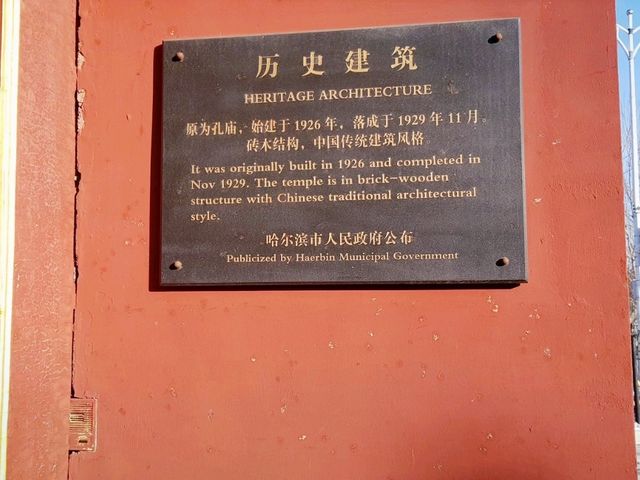 历史建筑
HERITAGE ARCHITECTURE
原为孔庙，始建于1926年，落成于1929年11月。
砖木结构，中国传统建筑风格
It was originally built in 1926 and completed in
Nov 1929. The temple is in brick-wooden
structure with Chinese traditional architectural
style.
哈尔滨市人民政府公布
Publicized by Haerbin Municipal Government